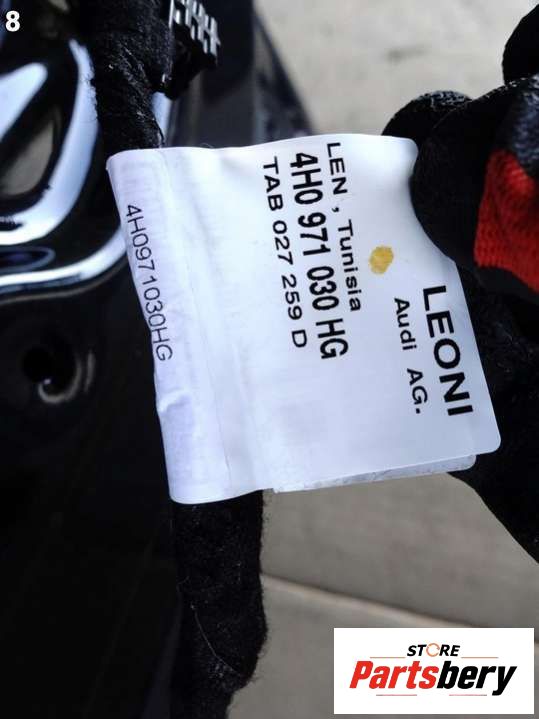 8
LEONI
Audi AG.
LEN, Tunisia
4H0 971 030 HG
TAB 027 259 D
4H0971030HG
STORE
Partsbery